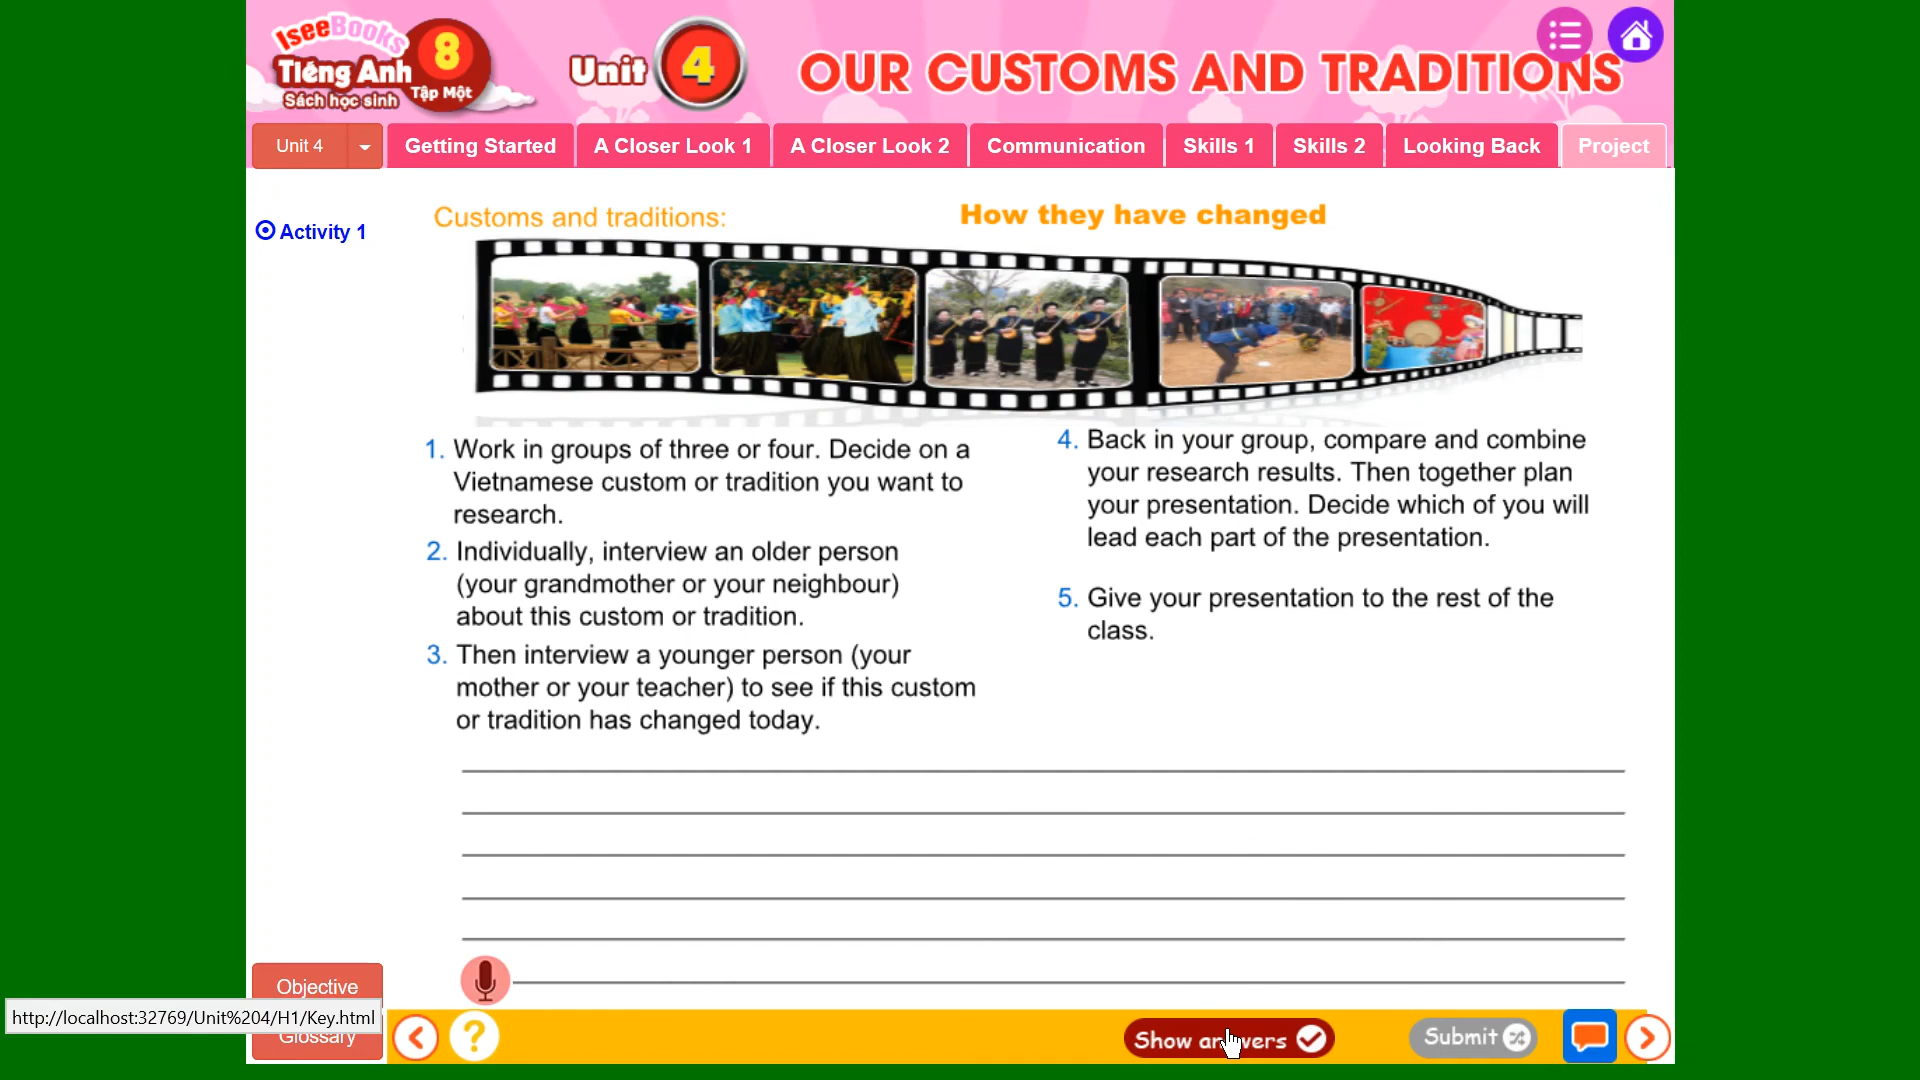 IseeBooks
Tiếng Anh 8
Sách học sinh Tập Một
Unit 4
OUR CUSTOMS AND TRADITIONS
Unit 4
Getting Started
A Closer Look 1
A Closer Look 2
Communication
Skills 1
Skills 2
Looking Back
Project
Activity 1
Customs and traditions:
How they have changed
1. Work in groups of three or four. Decide on a
Vietnamese custom or tradition you want to
research.
2. Individually, interview an older person
(your grandmother or your neighbour)
about this custom or tradition.
3. Then interview a younger person (your
mother or your teacher) to see if this custom
or tradition has changed today.
4. Back in your group, compare and combine
your research results. Then together plan
your presentation. Decide which of you will
lead each part of the presentation.
5. Give your presentation to the rest of the
class.
Objective
Glossary
http://localhost:32769/Unit%204/H1/Key.html
?
Show answers
Submit